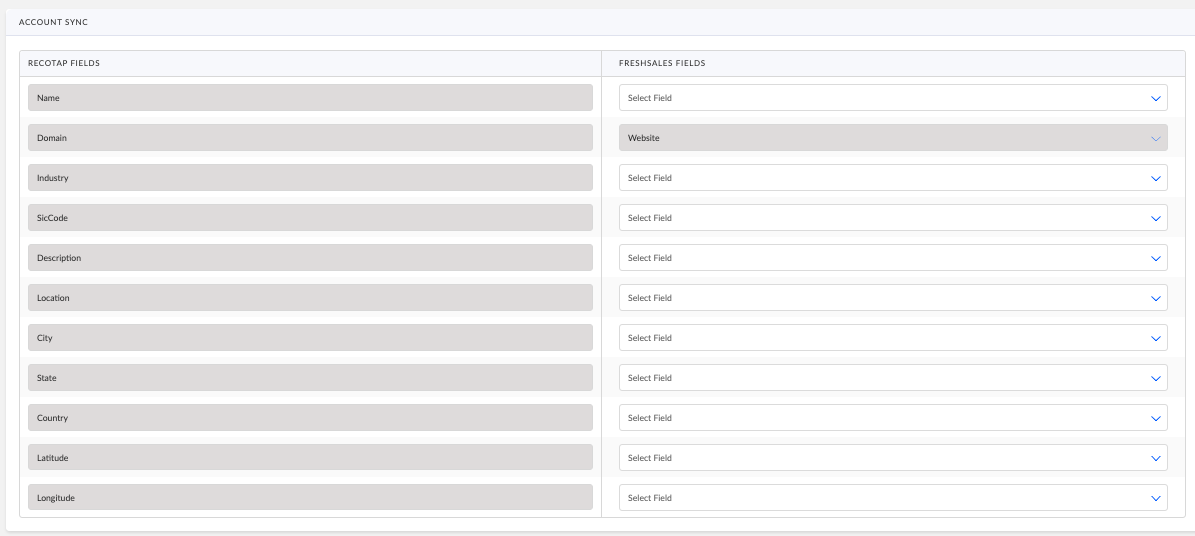 ACCOUNT SYNC
RECOTAP FIELDS FRESHSALES FIELDS
Name Select Field
Domain Website
Industry Select Field
SicCode Select Field
Description Select Field
Location Select Field
City Select Field
State Select Field
Country Select Field
Latitude Select Field
Longitude Select Field